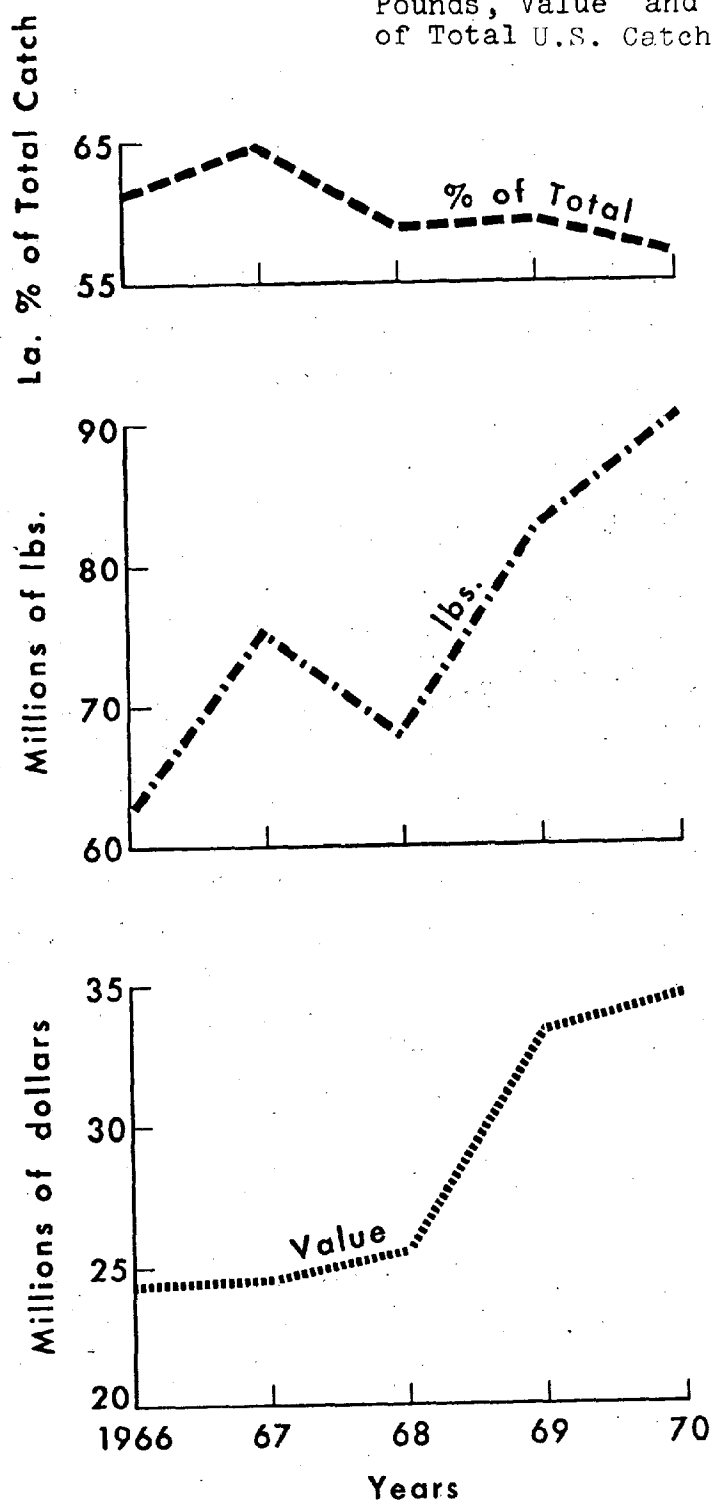 Pounds, Value and
of Total U.S. Catch
La. % of Total Catch
65
55
% of Total
Millions of lbs.
90
80
70
60
lbs.
Millions of dollars
35
30
25
20
Value
1966 67 68 69 70
Years